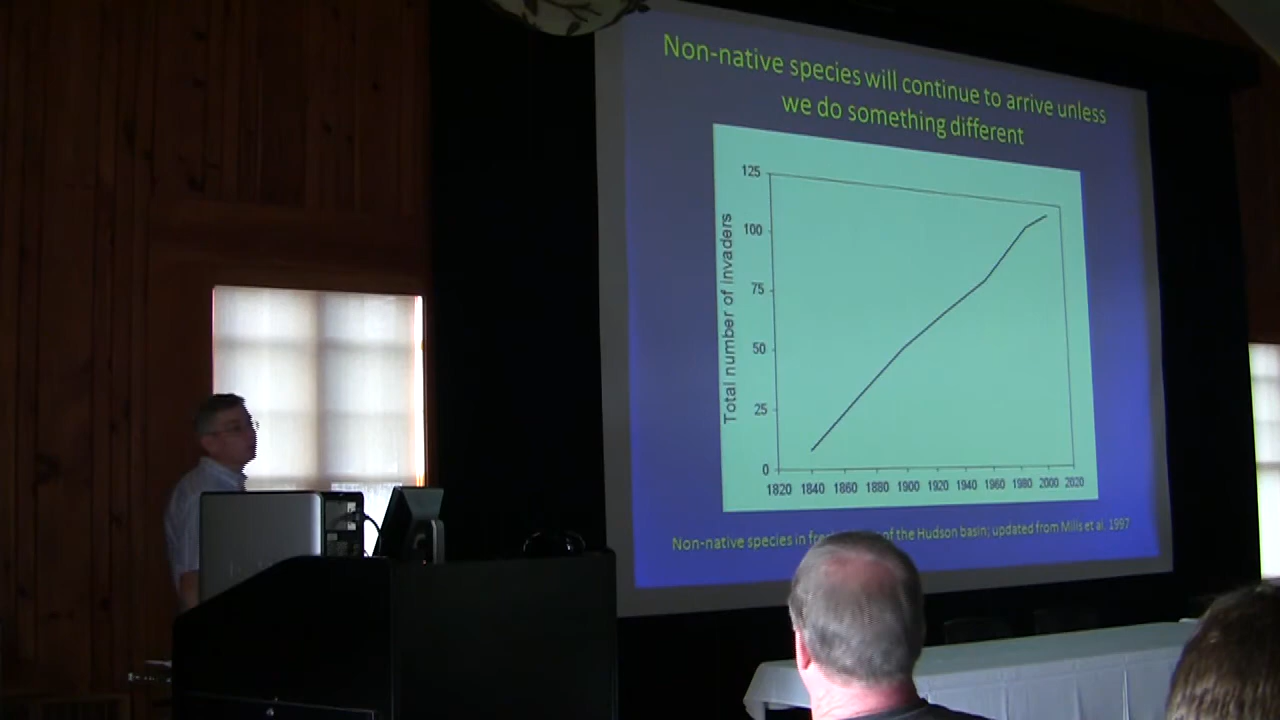 Non-native species will continue to arrive unless
we do something different
125
100
75
50
25
0
Total number of invaders
1820 1840 1860 1880 1900 1920 1940 1960 1980 2000 2020
Non-native species in of the Hudson basin; updated from Mills et al. 1997